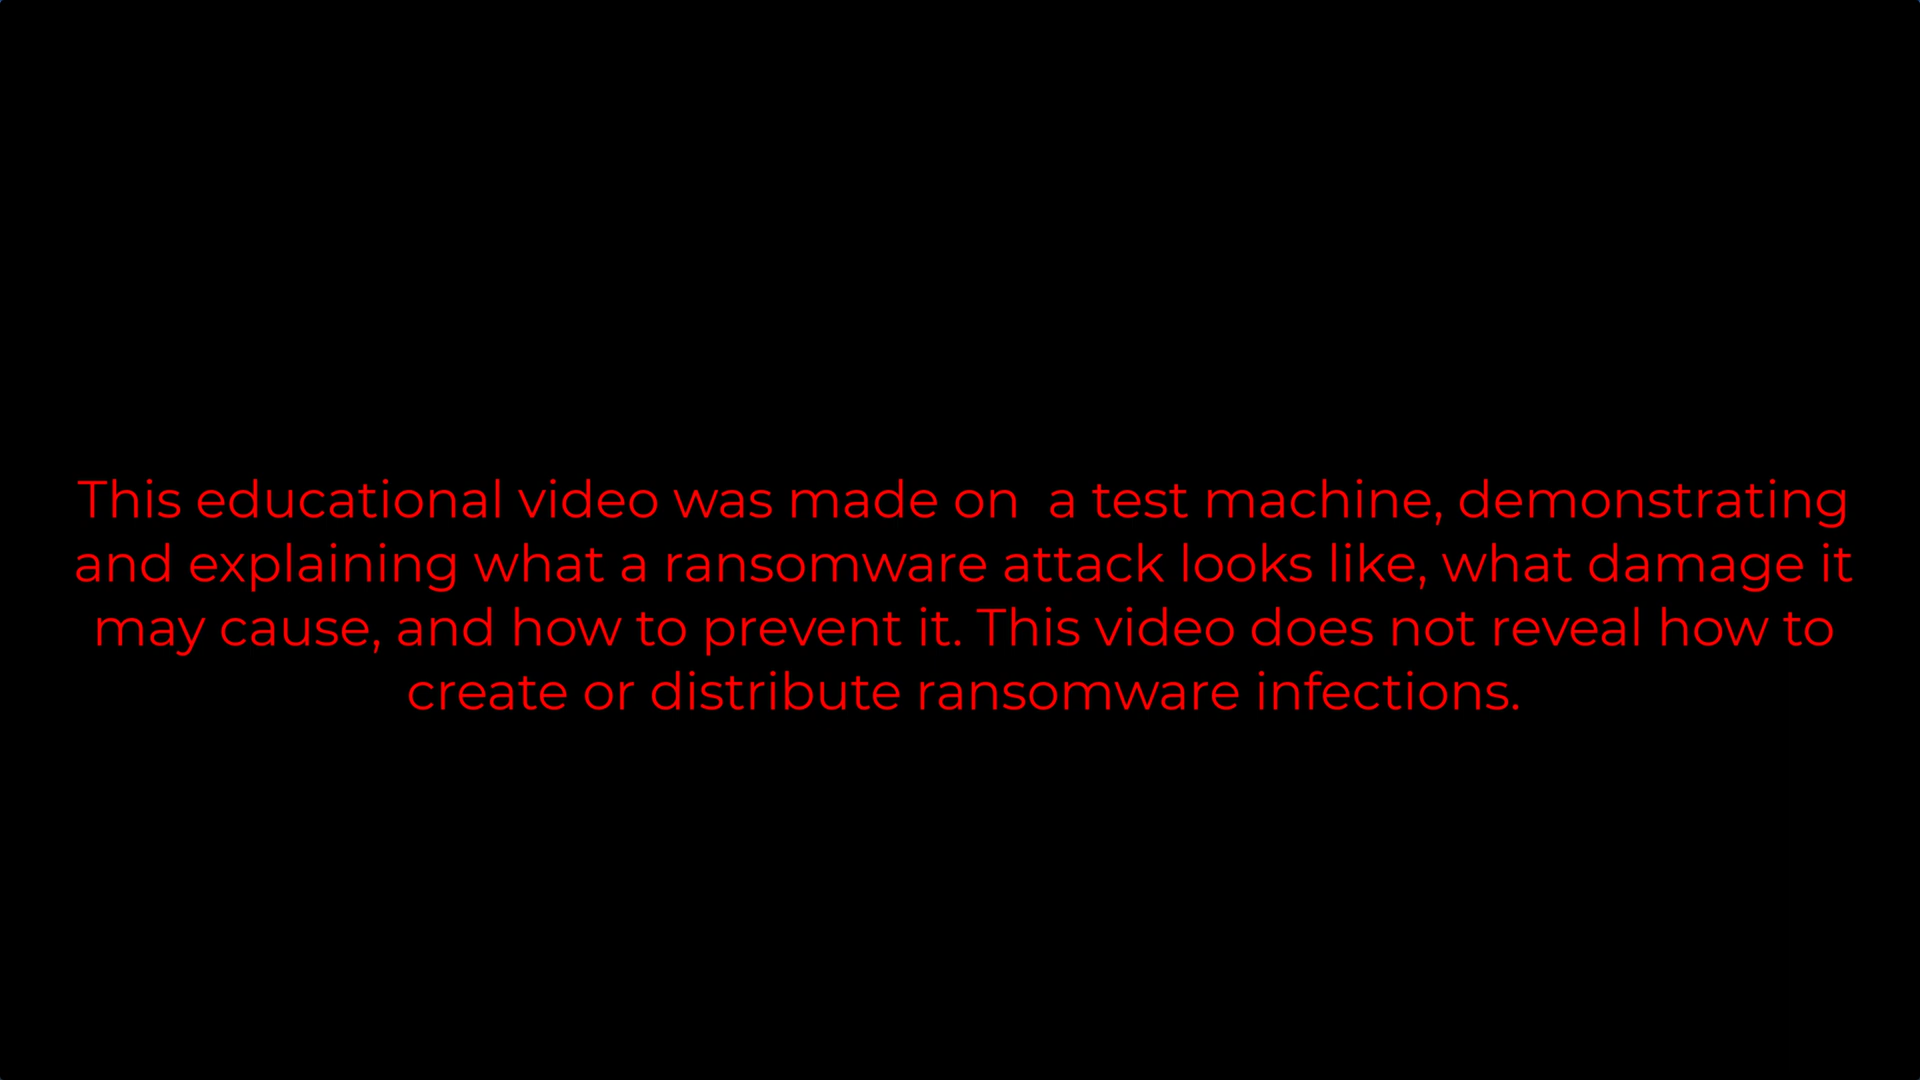 This educational video was made on  a test machine, demonstrating
and explaining what a ransomware attack looks like, what damage it
may cause, and how to prevent it. This video does not reveal how to
create or distribute ransomware infections.